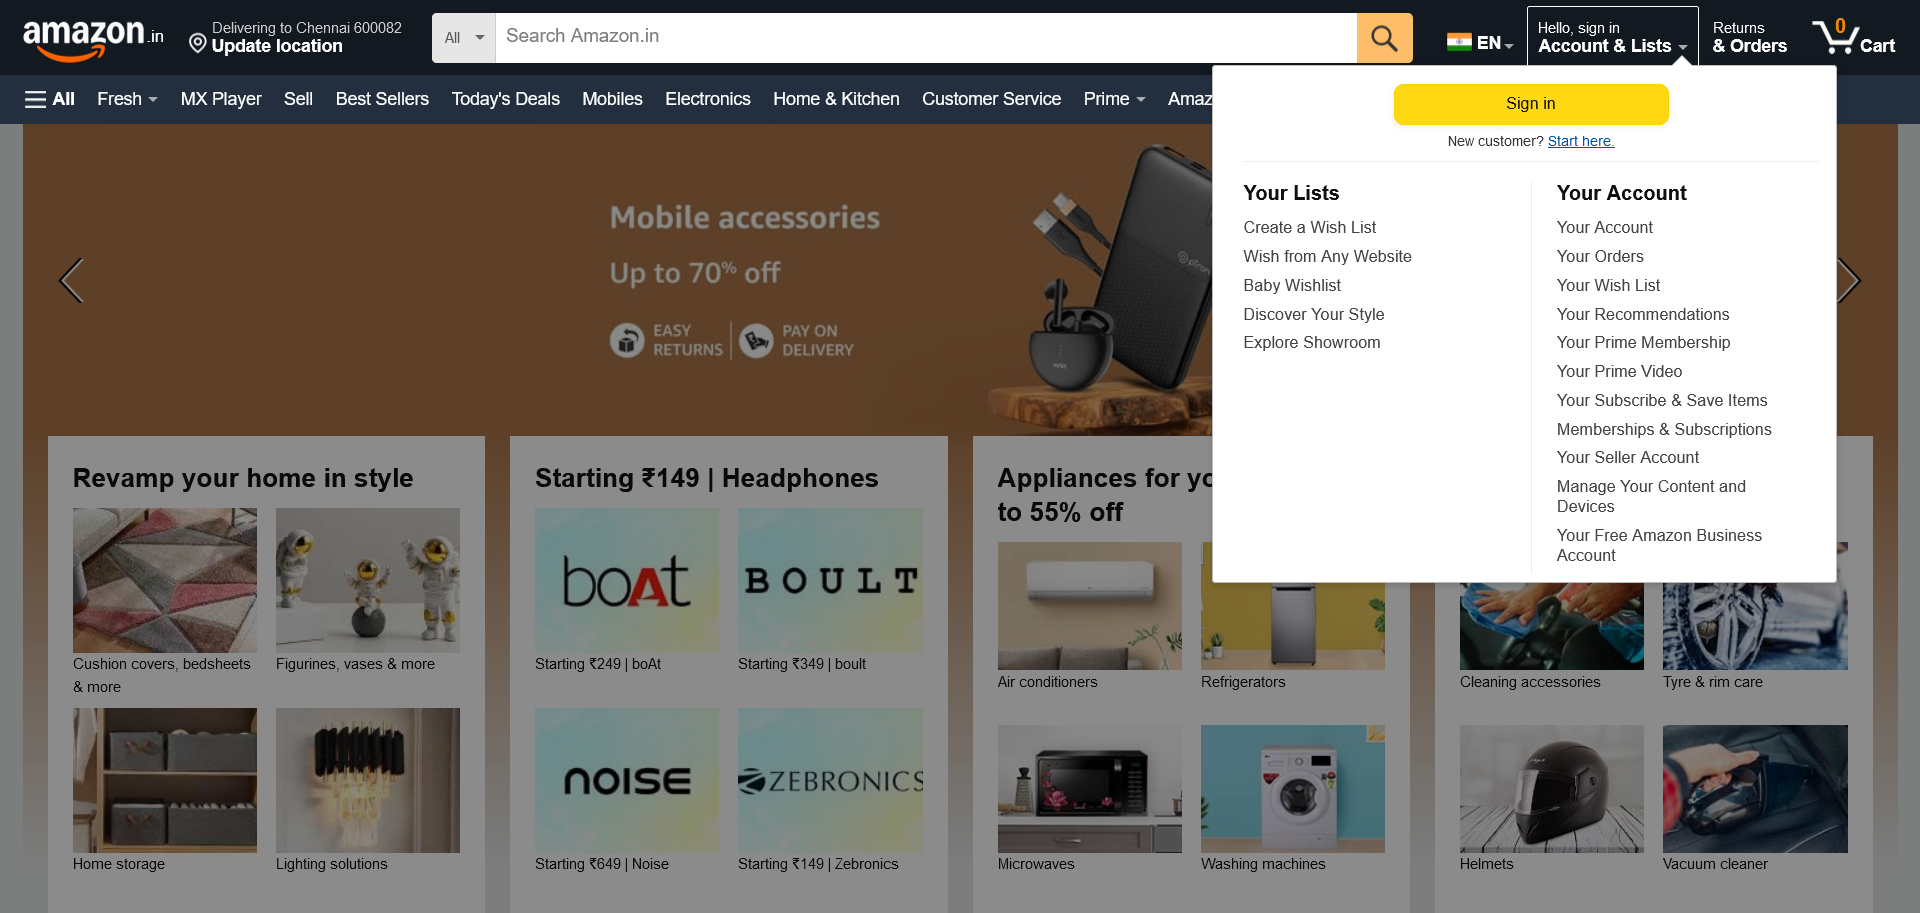 amazon.in
Delivering to Chennai 600082
Update location
All
Search Amazon.in
EN
Hello, sign in
Account & Lists
Returns
& Orders
0
Cart
All
Fresh
MX Player
Sell
Best Sellers
Today's Deals
Mobiles
Electronics
Home & Kitchen
Customer Service
Prime
Amaz
Sign in
New customer? Start here.
Your Lists
Create a Wish List
Wish from Any Website
Baby Wishlist
Discover Your Style
Explore Showroom
Your Account
Your Account
Your Orders
Your Wish List
Your Recommendations
Your Prime Membership
Your Prime Video
Your Subscribe & Save Items
Memberships & Subscriptions
Your Seller Account
Manage Your Content and
Devices
Your Free Amazon Business
Account
Mobile accessories
Up to 70% off
EASY
RETURNS
PAY ON
DELIVERY
pTron
Revamp your home in style
Cushion covers, bedsheets
& more
Figurines, vases & more
Home storage
Lighting solutions
Starting ₹149 | Headphones
boAt
BOULT
Starting ₹249 | boAt
Starting ₹349 | boult
NOISE
ZEBRONICS
Starting ₹649 | Noise
Starting ₹149 | Zebronics
Appliances for yo
to 55% off
Air conditioners
Refrigerators
Microwaves
Washing machines
Cleaning accessories
Tyre & rim care
Helmets
Vacuum cleaner